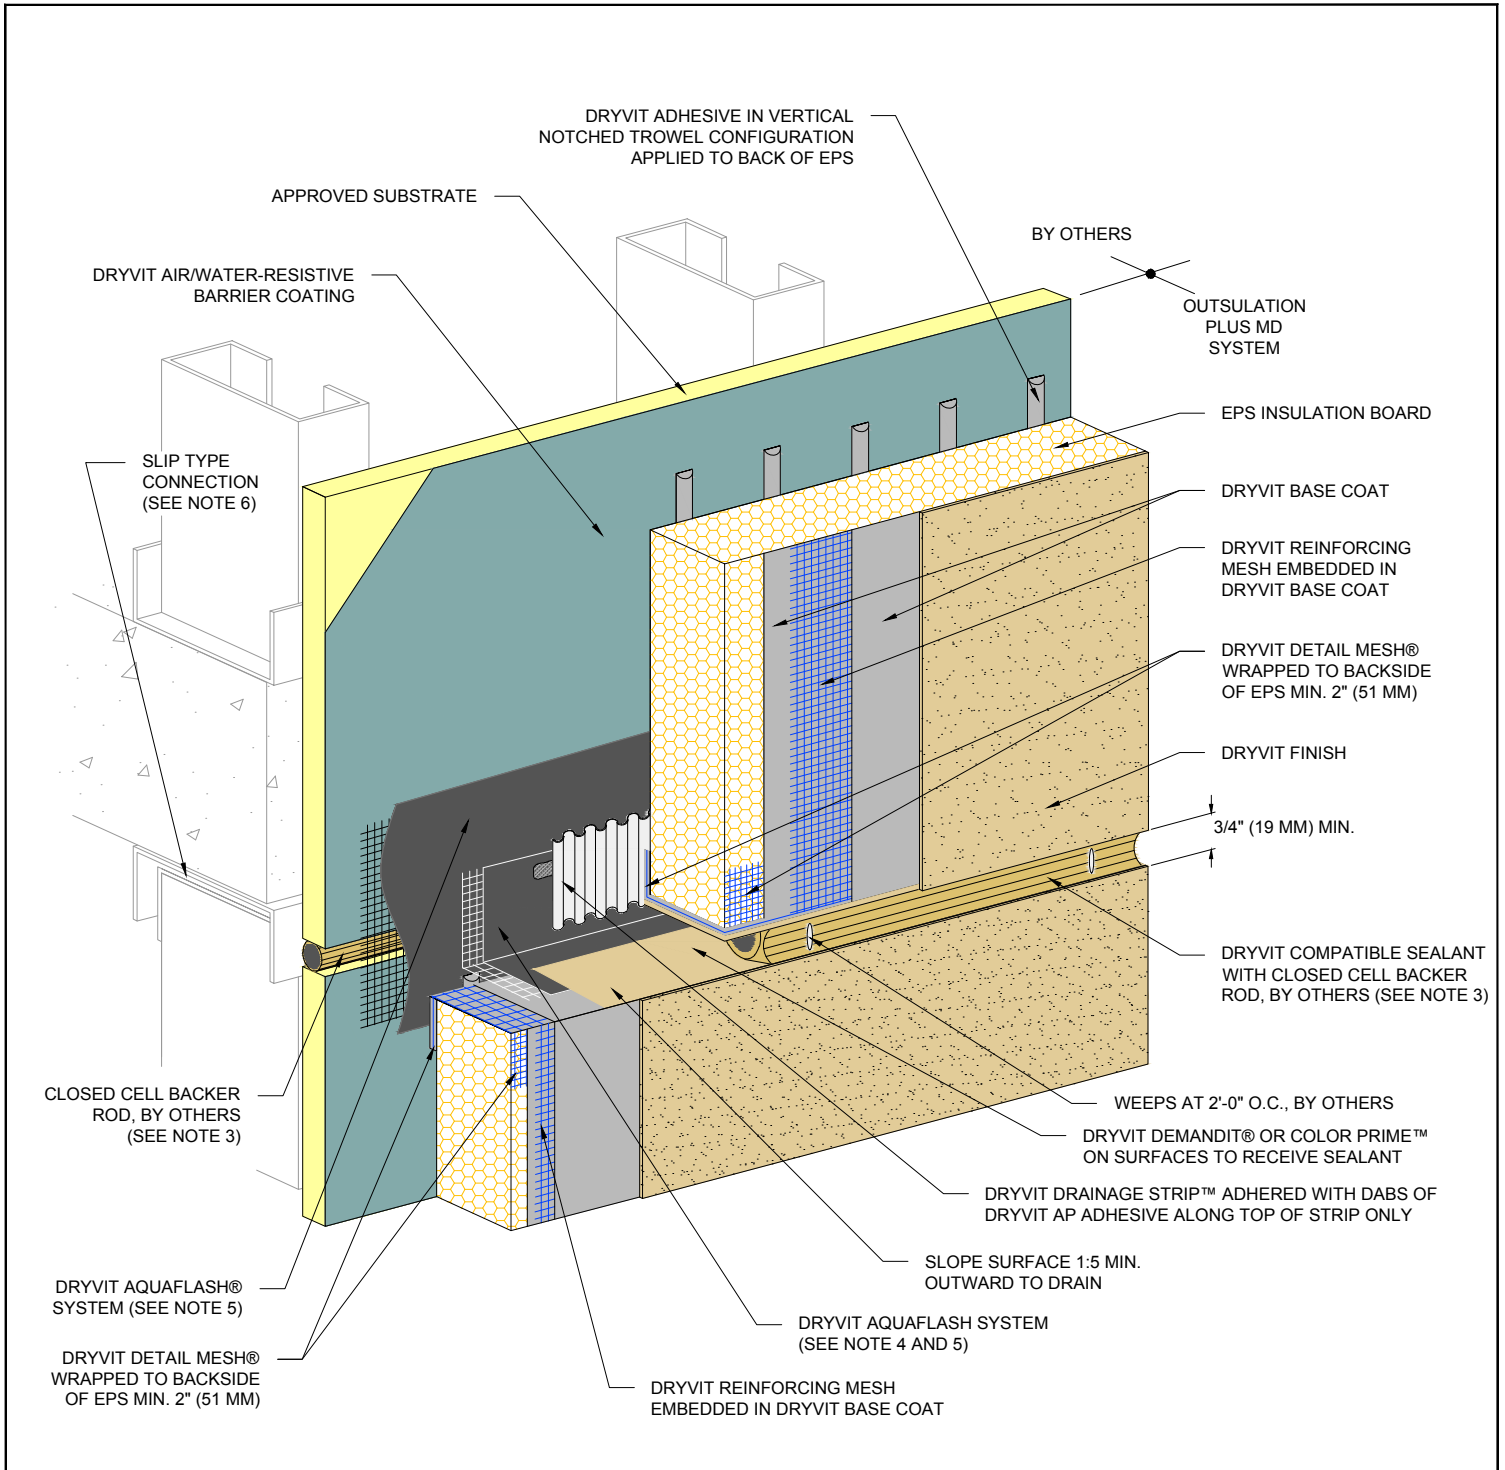 DRYVIT ADHESIVE IN VERTICAL
NOTCHED TROWEL CONFIGURATION
APPLIED TO BACK OF EPS
APPROVED SUBSTRATE
BY OTHERS
DRYVIT AIR/WATER-RESISTIVE
BARRIER COATING
OUTSULATION
PLUS MD
SYSTEM
EPS INSULATION BOARD
SLIP TYPE
CONNECTION
(SEE NOTE 6)
DRYVIT BASE COAT
DRYVIT REINFORCING
MESH EMBEDDED IN
DRYVIT BASE COAT
DRYVIT DETAIL MESH®
WRAPPED TO BACKSIDE
OF EPS MIN. 2" (51 MM)
DRYVIT FINISH
3/4" (19 MM) MIN.
DRYVIT COMPATIBLE SEALANT
WITH CLOSED CELL BACKER
ROD, BY OTHERS (SEE NOTE 3)
CLOSED CELL BACKER
ROD, BY OTHERS
(SEE NOTE 3)
WEEPS AT 2'-0" O.C., BY OTHERS
DRYVIT DEMANDIT® OR COLOR PRIME™
ON SURFACES TO RECEIVE SEALANT
DRYVIT DRAINAGE STRIP™ ADHERED WITH DABS OF
DRYVIT AP ADHESIVE ALONG TOP OF STRIP ONLY
SLOPE SURFACE 1:5 MIN.
OUTWARD TO DRAIN
DRYVIT AQUAFLASH®
SYSTEM (SEE NOTE 5)
DRYVIT AQUAFLASH SYSTEM
(SEE NOTE 4 AND 5)
DRYVIT DETAIL MESH®
WRAPPED TO BACKSIDE
OF EPS MIN. 2" (51 MM)
DRYVIT REINFORCING MESH
EMBEDDED IN DRYVIT BASE COAT